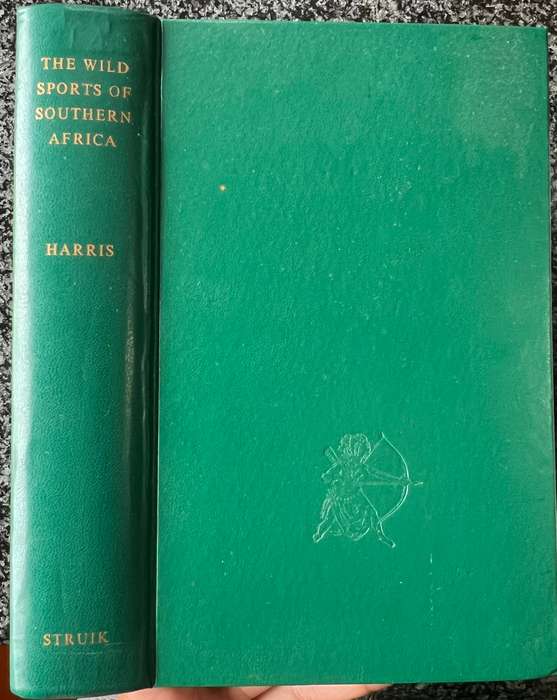 THE WILD
SPORTS OF
SOUTHERN
AFRICA
HARRIS
STRUIK